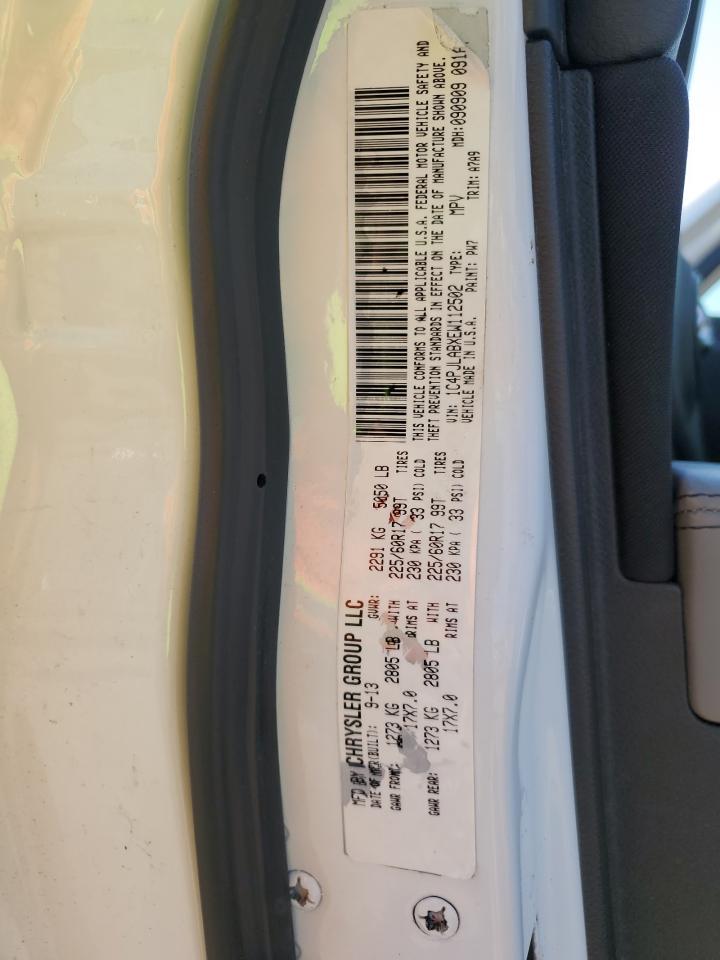 MFD BY CHRYSLER GROUP LLC
DATE OF MFR(BUILT): 9-13 GVWR: 2291 KG 5050 LB
GAWR FRONT: 1273 KG 2805 LB WITH 225/60R17 99T TIRES
17X7.0 RIMS AT 230 KPA ( 33 PSI) COLD
GAWR REAR: 1273 KG 2805 LB WITH 225/60R17 99T TIRES
17X7.0 RIMS AT 230 KPA ( 33 PSI) COLD
THIS VEHICLE CONFORMS TO ALL APPLICABLE U.S.A. FEDERAL MOTOR VEHICLE SAFETY AND
THEFT PREVENTION STANDARDS IN EFFECT ON THE DATE OF MANUFACTURE SHOWN ABOVE.
VIN: 1C4PJLABXEW112502 TYPE: MPV MDH: 090909 091
VEHICLE MADE IN U.S.A. PAINT: PW7 TRIM: A7A9